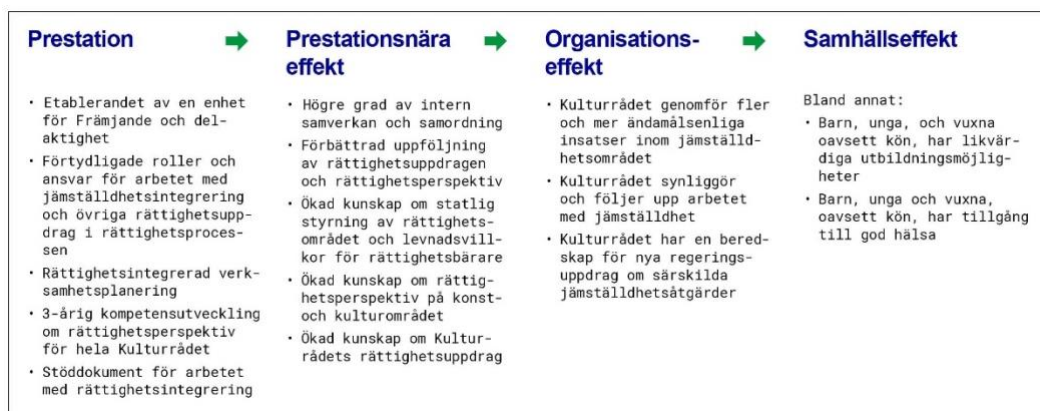 Prestation
• Etablerandet av en enhet
för Främjande och del-
aktighet
• Förtydligade roller och
ansvar för arbetet med
jämställdhetsintegrering
och övriga rättighetsupp-
drag i rättighetsproces-
sen
• Rättighetsintegrerad verk-
samhetsplanering
• 3-årig kompetensutveckling
om rättighetsperspektiv
för hela Kulturrådet
• Stöddokument för arbetet
med rättighetsintegrering
Prestationsnära
effekt
• Högre grad av intern
samverkan och samordning
• Förbättrad uppföljning
av rättighetsuppdragen
och rättighetsperspektiv
• Ökad kunskap om statlig
styrning av rättighets-
området och levnadsvill-
kor för rättighetsbärare
• Ökad kunskap om rättig-
hetsperspektiv på konst-
och kulturområdet
• Ökad kunskap om Kultur-
rådets rättighetsuppdrag
Organisations-
effekt
• Kulturrådet genomför fler
och mer ändamålsenliga
insatser inom jämställd-
hetsområdet
• Kulturrådet synliggör
och följer upp arbetet
med jämställdhet
• Kulturrådet har en bered-
skap för nya regerings-
uppdrag om särskilda
jämställdhetsåtgärder
Samhällseffekt
Bland annat:
• Barn, unga, och vuxna
oavsett kön, har likvär-
diga utbildningsmöjlig-
heter
• Barn, unga och vuxna,
oavsett kön, har tillgång
till god hälsa